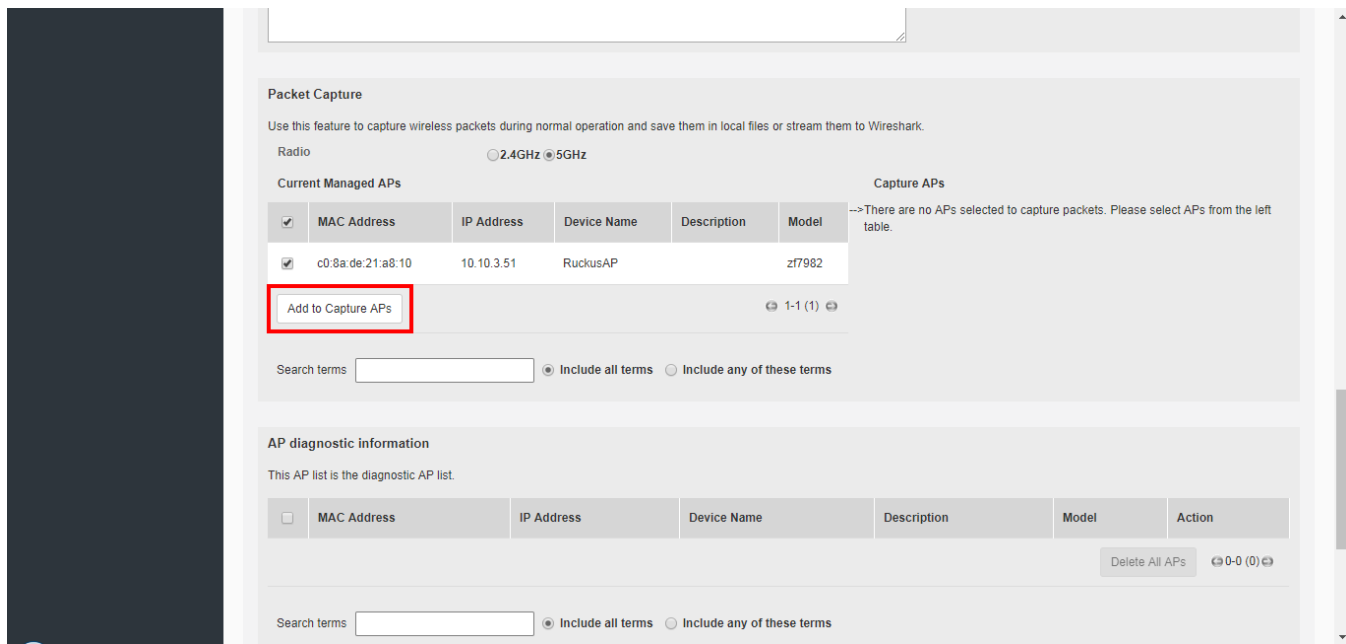 Packet Capture
Use this feature to capture wireless packets during normal operation and save them in local files or stream them to Wireshark.
Radio 2.4GHz 5GHz
Current Managed APs
MAC Address IP Address Device Name Description Model
c0:8a:de:21:a8:10 10.10.3.51 RuckusAP zf7982
Add to Capture APs 1-1 (1)
Search terms Include all terms Include any of these terms
Capture APs
-->There are no APs selected to capture packets. Please select APs from the left
table.
AP diagnostic information
This AP list is the diagnostic AP list.
MAC Address IP Address Device Name Description Model Action
Delete All APs 0-0 (0)
Search terms Include all terms Include any of these terms